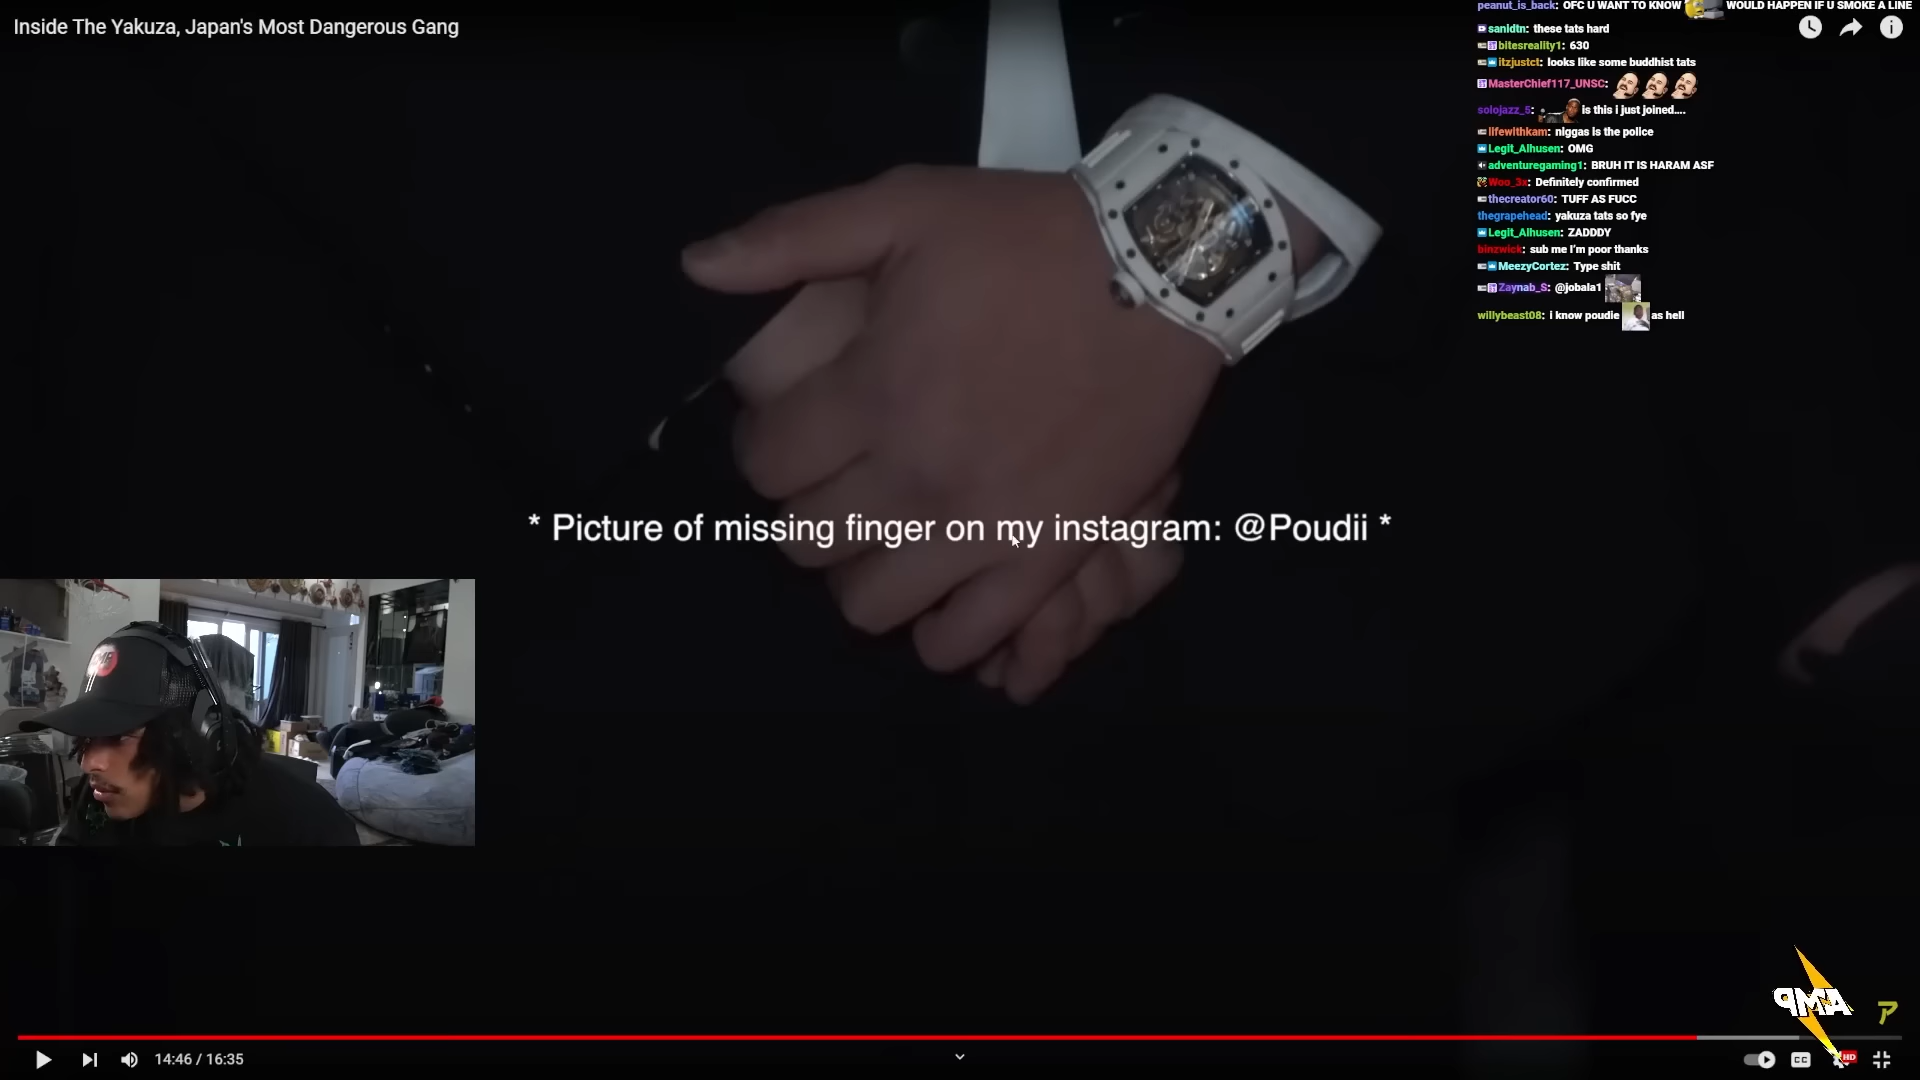 Inside The Yakuza, Japan's Most Dangerous Gang
peanut_is_back: OFC U WANT TO KNOW WOULD HAPPEN IF U SMOKE A LINE
sanidtn: these tats hard
bitesreality1: 630
itzjustct: looks like some buddhist tats
MasterChief117_UNSC:
solojazz_5: is this i just joined....
lifewithkam: niggas is the police
Legit_Alhusen: OMG
adventuregaming1: BRUH IT IS HARAM ASF
Woo_3x: Definitely confirmed
thecreator60: TUFF AS FUCC
thegrapehead: yakuza tats so fye
Legit_Alhusen: ZADDDY
binzwick: sub me I'm poor thanks
MeezyCortez: Type shit
Zaynab_S: @jobala1
willybeast08: i know poudie as hell
* Picture of missing finger on my instagram: @Poudii *
AMP
P
14:46 / 16:35
CC
HD